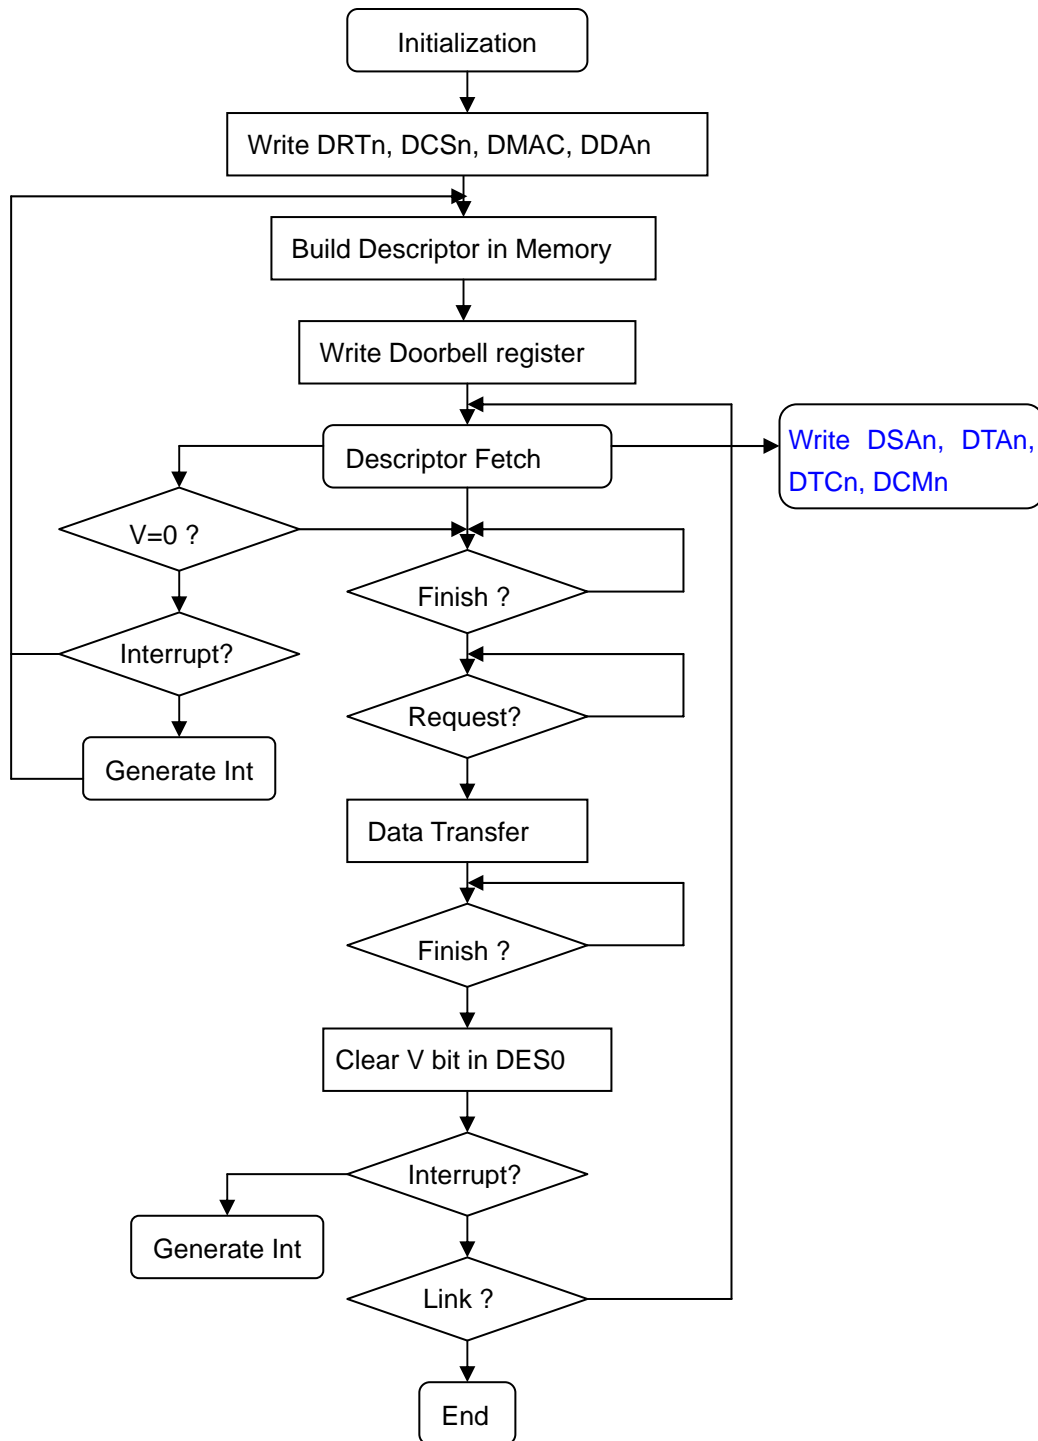 Initialization
Write DRTn, DCSn, DMAC, DDAn
Build Descriptor in Memory
Write Doorbell register
Descriptor Fetch
Write DSAn, DTAn,
DTCn, DCMn
V=0 ?
Finish ?
Interrupt?
Request?
Generate Int
Data Transfer
Finish ?
Clear V bit in DES0
Interrupt?
Generate Int
Link ?
End